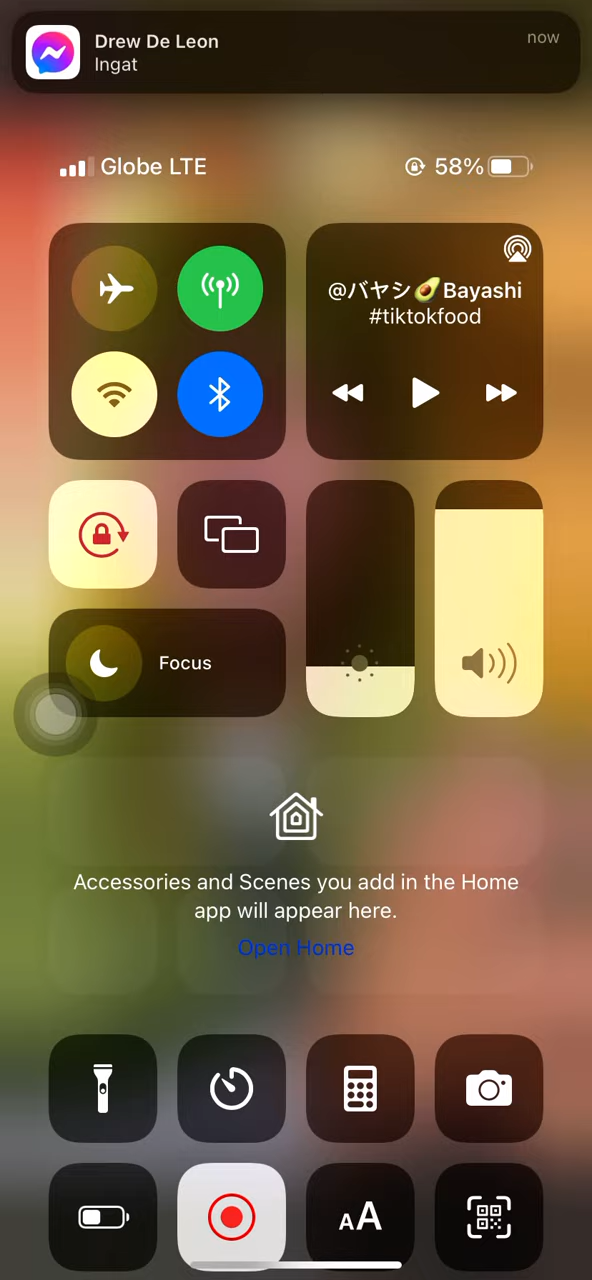 Drew De Leon
now
Ingat
Globe LTE
58%
@バヤシ🥑Bayashi
#tiktokfood
Focus
Accessories and Scenes you add in the Home
app will appear here.
Open Home
AA